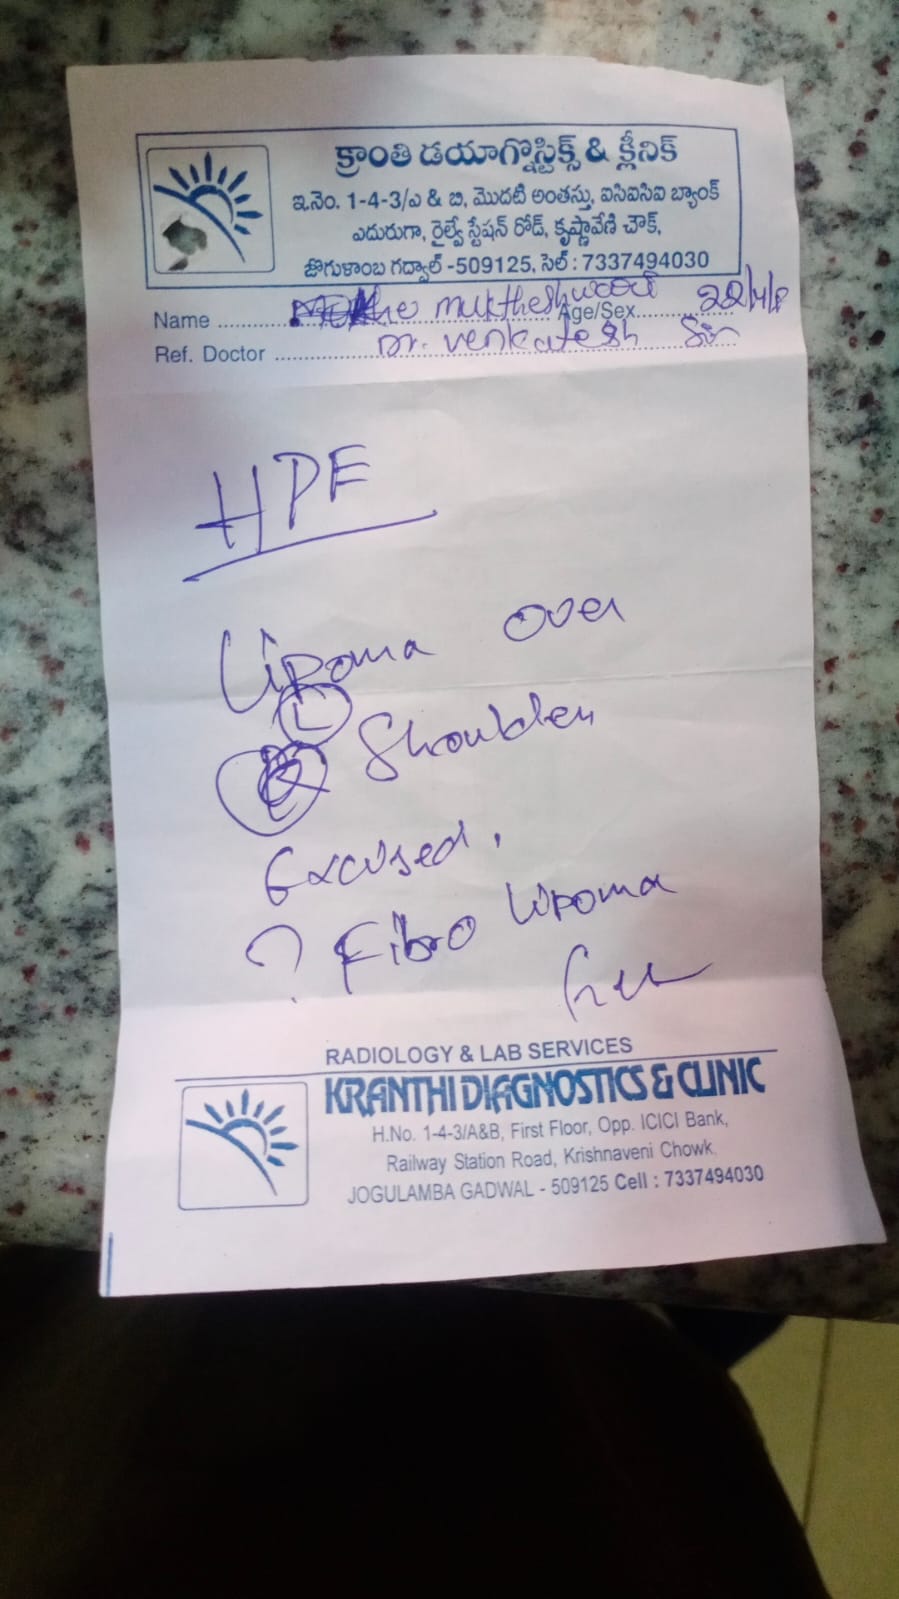 క్రాంతి డయాగ్నొస్టిక్స్ & క్లీనిక్
ఇ.నెం. 1-4-3/ఎ & బి, మొదటి అంతస్తు, ఐసిఐసిఐ బ్యాంక్
ఎదురుగా, రైల్వే స్టేషన్ రోడ్, కృష్ణావేణి చౌక్,
జోగుళాంబ గద్వాల్ -509125, సెల్ : 7337494030
Name Age/Sex
Ref. Doctor Dr. venkatesh Sir
HPE
Lipoma over
L Shoulder
Excised.
? Fibro Lipoma
RADIOLOGY & LAB SERVICES
KRANTHI DIAGNOSTICS & CLINIC
H.No. 1-4-3/A&B, First Floor, Opp. ICICI Bank,
Railway Station Road, Krishnaveni Chowk,
JOGULAMBA GADWAL - 509125 Cell : 7337494030